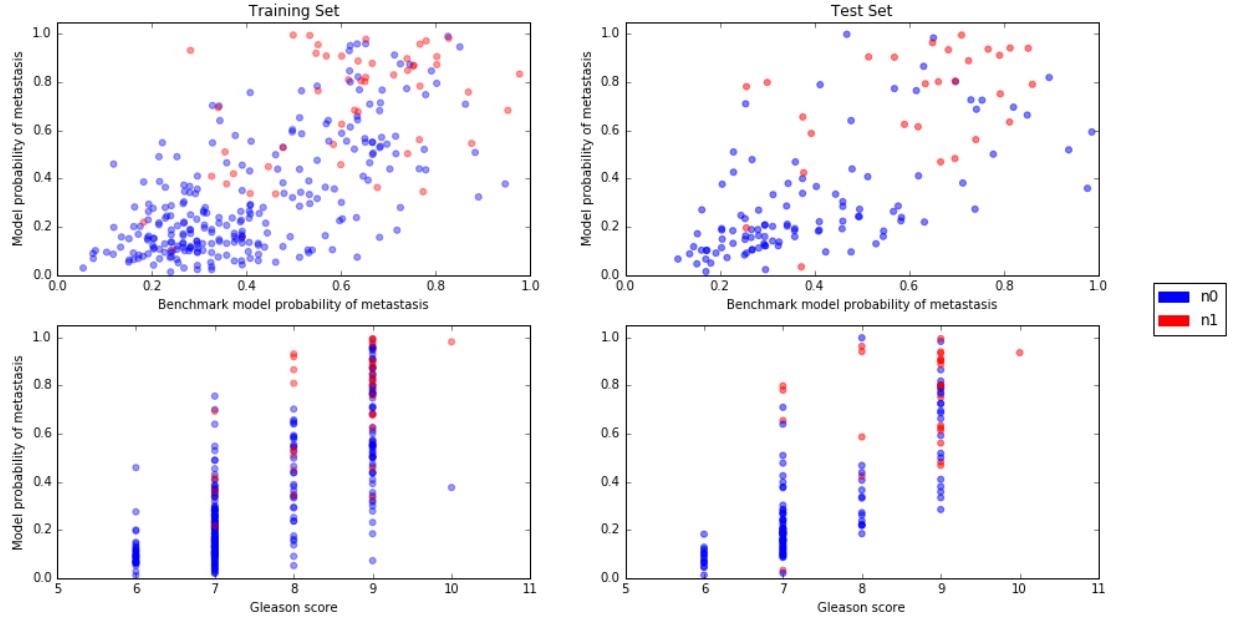 Training Set
Test Set
Model probability of metastasis
1.0
0.8
0.6
0.4
0.2
0.0
0.0 0.2 0.4 0.6 0.8 1.0
Benchmark model probability of metastasis
Model probability of metastasis
1.0
0.8
0.6
0.4
0.2
0.0
0.0 0.2 0.4 0.6 0.8 1.0
Benchmark model probability of metastasis
n0
n1
Model probability of metastasis
1.0
0.8
0.6
0.4
0.2
0.0
5 6 7 8 9 10 11
Gleason score
1.0
0.8
0.6
0.4
0.2
0.0
5 6 7 8 9 10 11
Gleason score